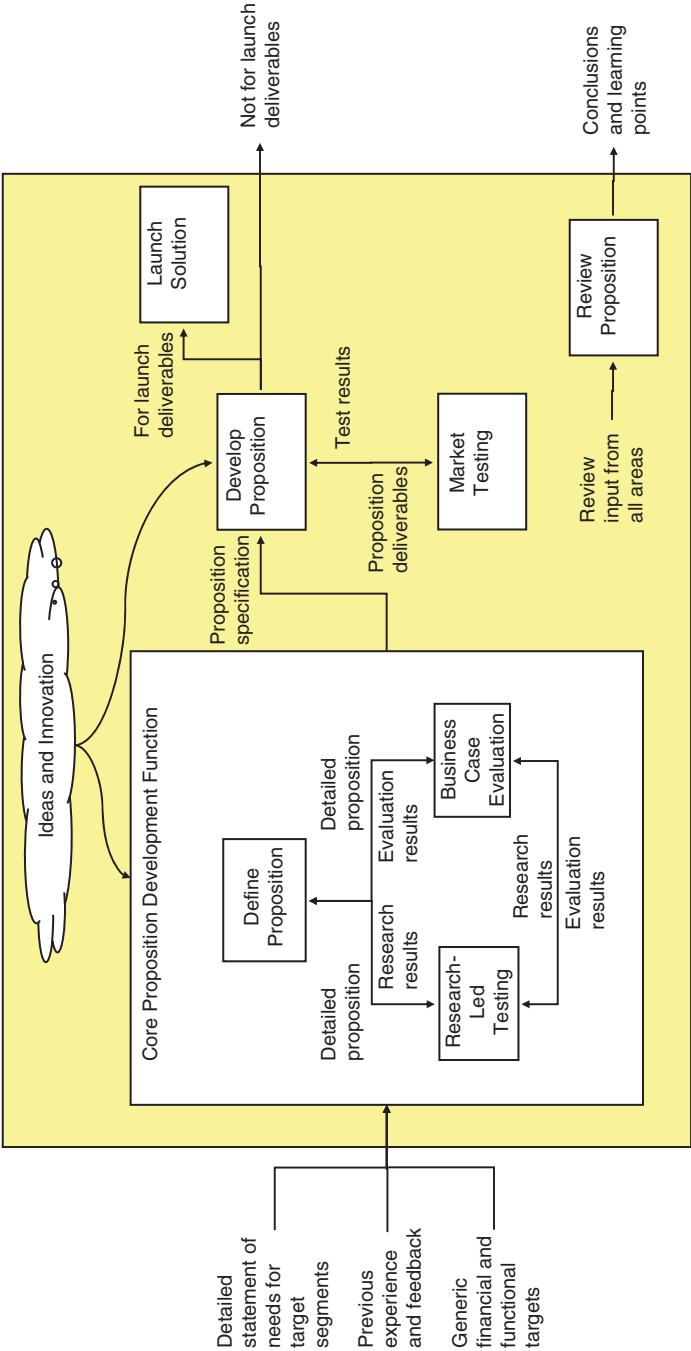 Ideas and Innovation
Detailed
statement of
needs for
target
segments
Previous
experience
and feedback
Generic
financial and
functional
targets
Core Proposition Development Function
Define
Proposition
Detailed
proposition
Research
results
Detailed
proposition
Evaluation
results
Research-
Led
Testing
Business
Case
Evaluation
Research
results
Evaluation
results
Proposition
specification
Develop
Proposition
For launch
deliverables
Launch
Solution
Not for launch
deliverables
Proposition
deliverables
Test results
Market
Testing
Review
input from
all areas
Review
Proposition
Conclusions
and learning
points